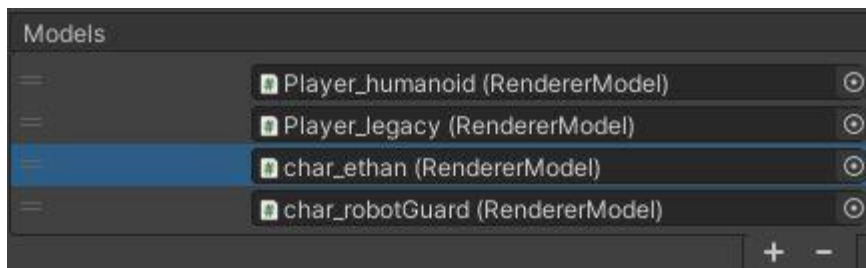 Models
Player_humanoid (RendererModel)
Player_legacy (RendererModel)
char_ethan (RendererModel)
char_robotGuard (RendererModel)
+ −